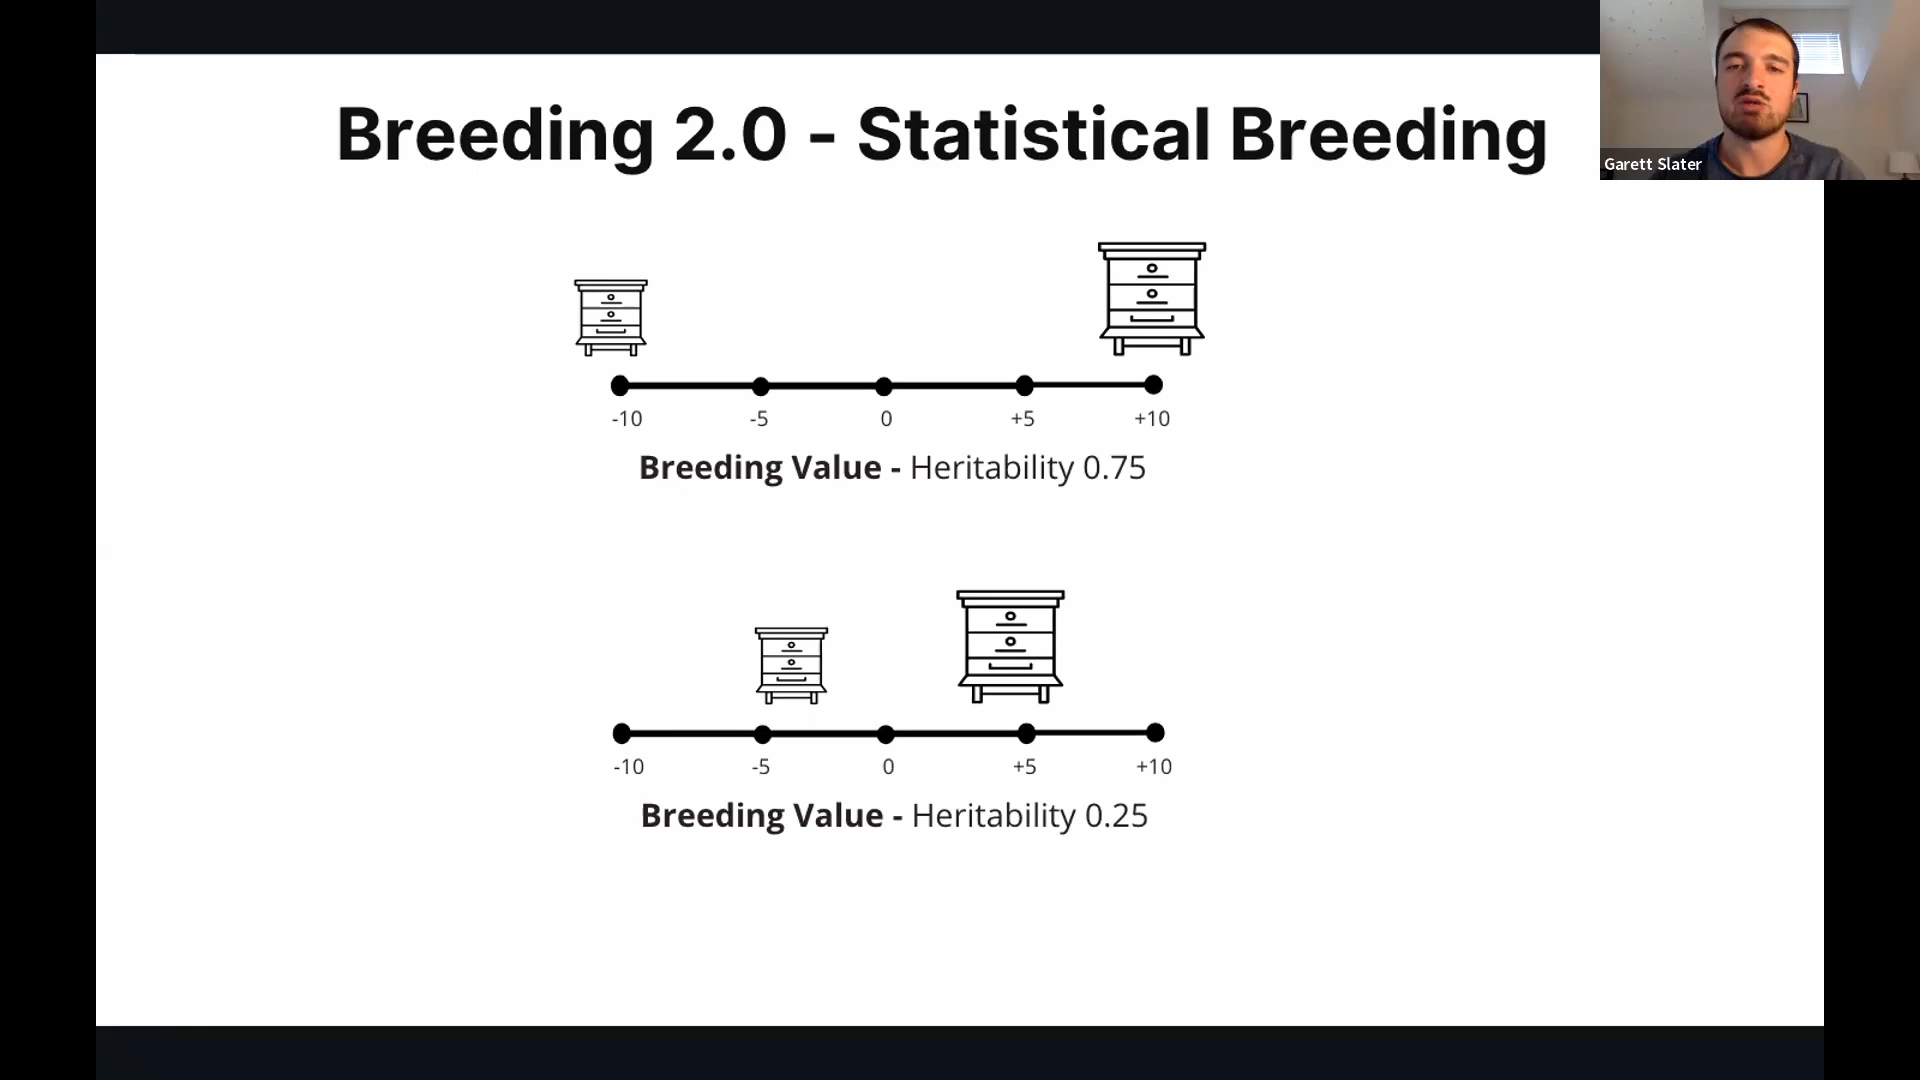 Breeding 2.0 - Statistical Breeding
Garett Slater
-10 -5 0 +5 +10
Breeding Value - Heritability 0.75
-10 -5 0 +5 +10
Breeding Value - Heritability 0.25